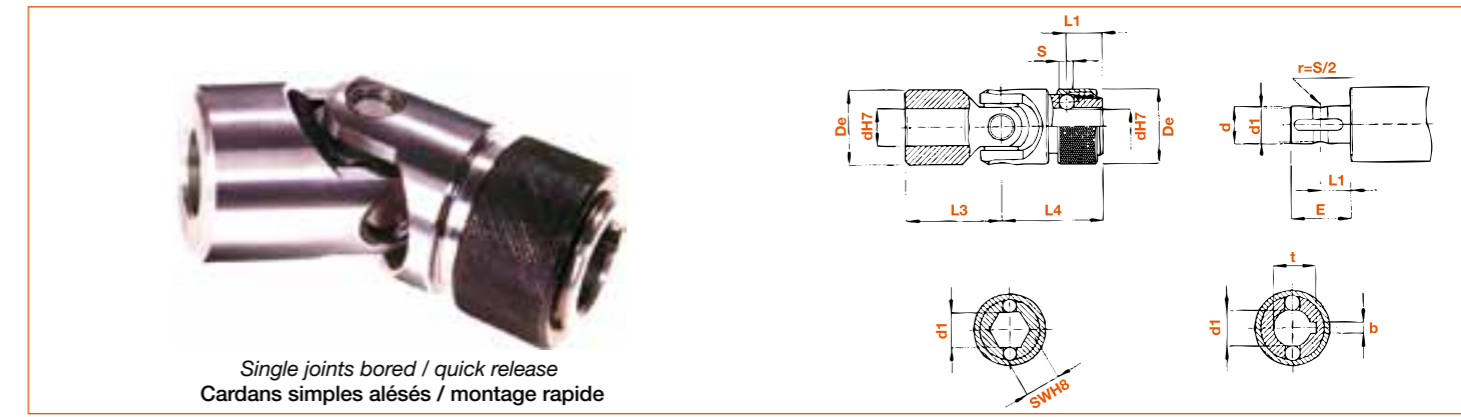 Single joints bored / quick release
Cardans simples alésés / montage rapide
L1
S
De
dH7
dH7
De
L3
L4
r=S/2
d
d1
L1
E
d1
SWH8
t
d1
b